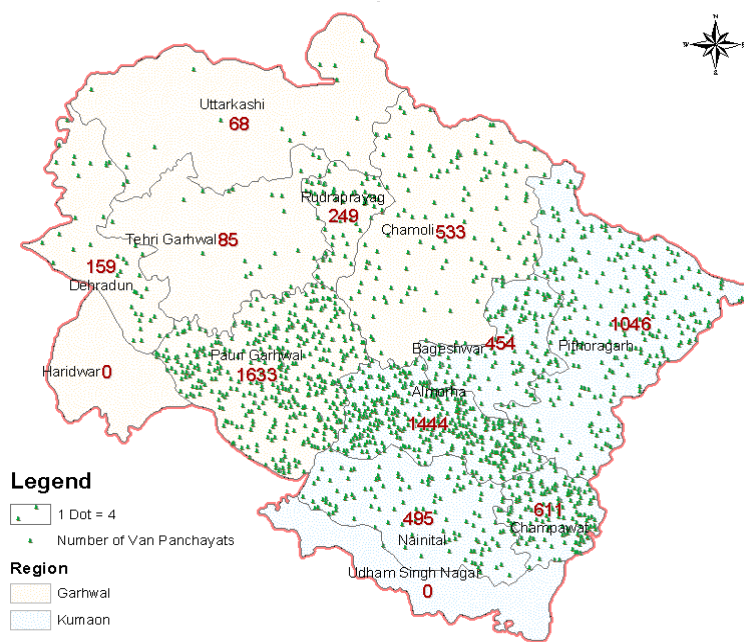 N
W
E
S
Uttarkashi
68
Rudraprayag
249
Tehri Garhwal 85
Chamoli 533
159
Dehradun
1046
Pithoragarh
Bageshwar 454
Pauri Garhwal
1633
Haridwar 0
Almorha
1444
495
Nainital
611
Champawat
Udham Singh Nagar
0
Legend
1 Dot = 4
Number of Van Panchayats
Region
Garhwal
Kumaon